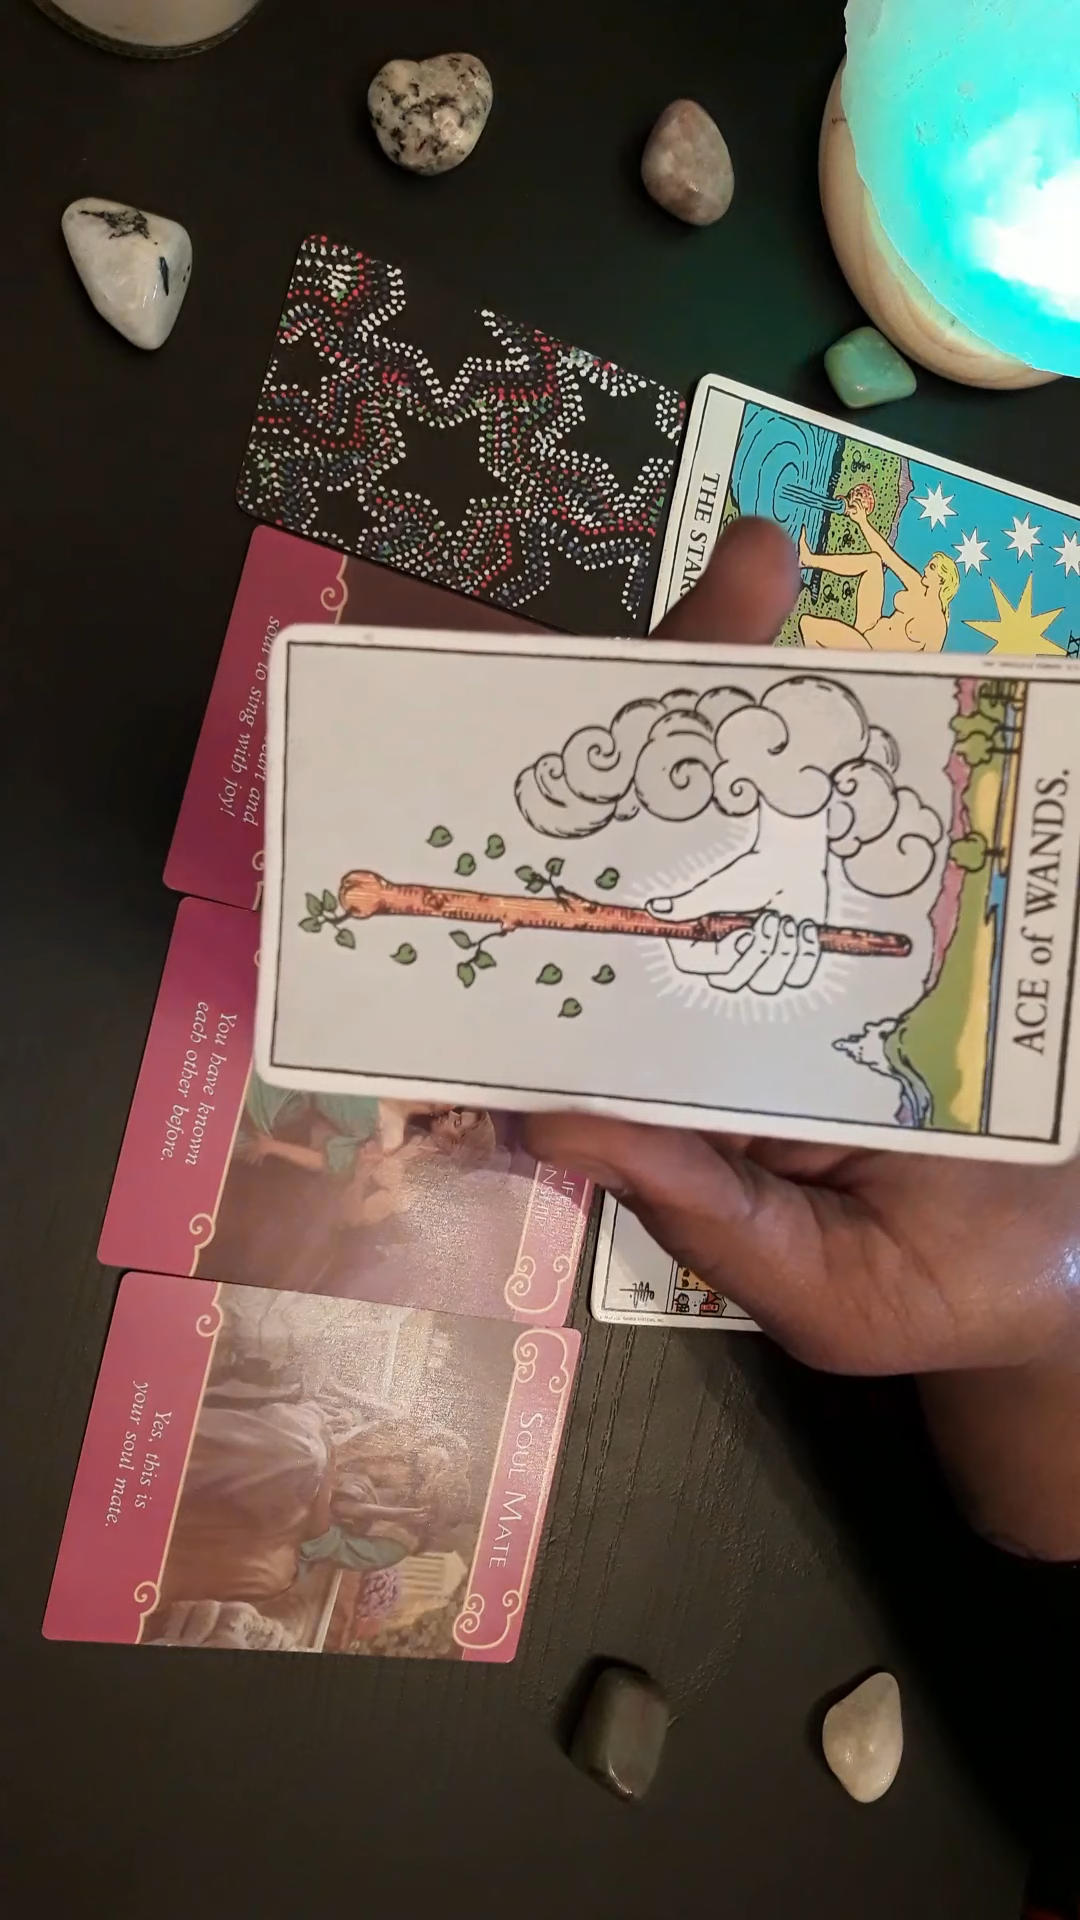 THE STAR
ACE of WANDS.
soul to sing with joy!
and
You have known
each other before.
SOUL MATE
Yes, this is
your soul mate.